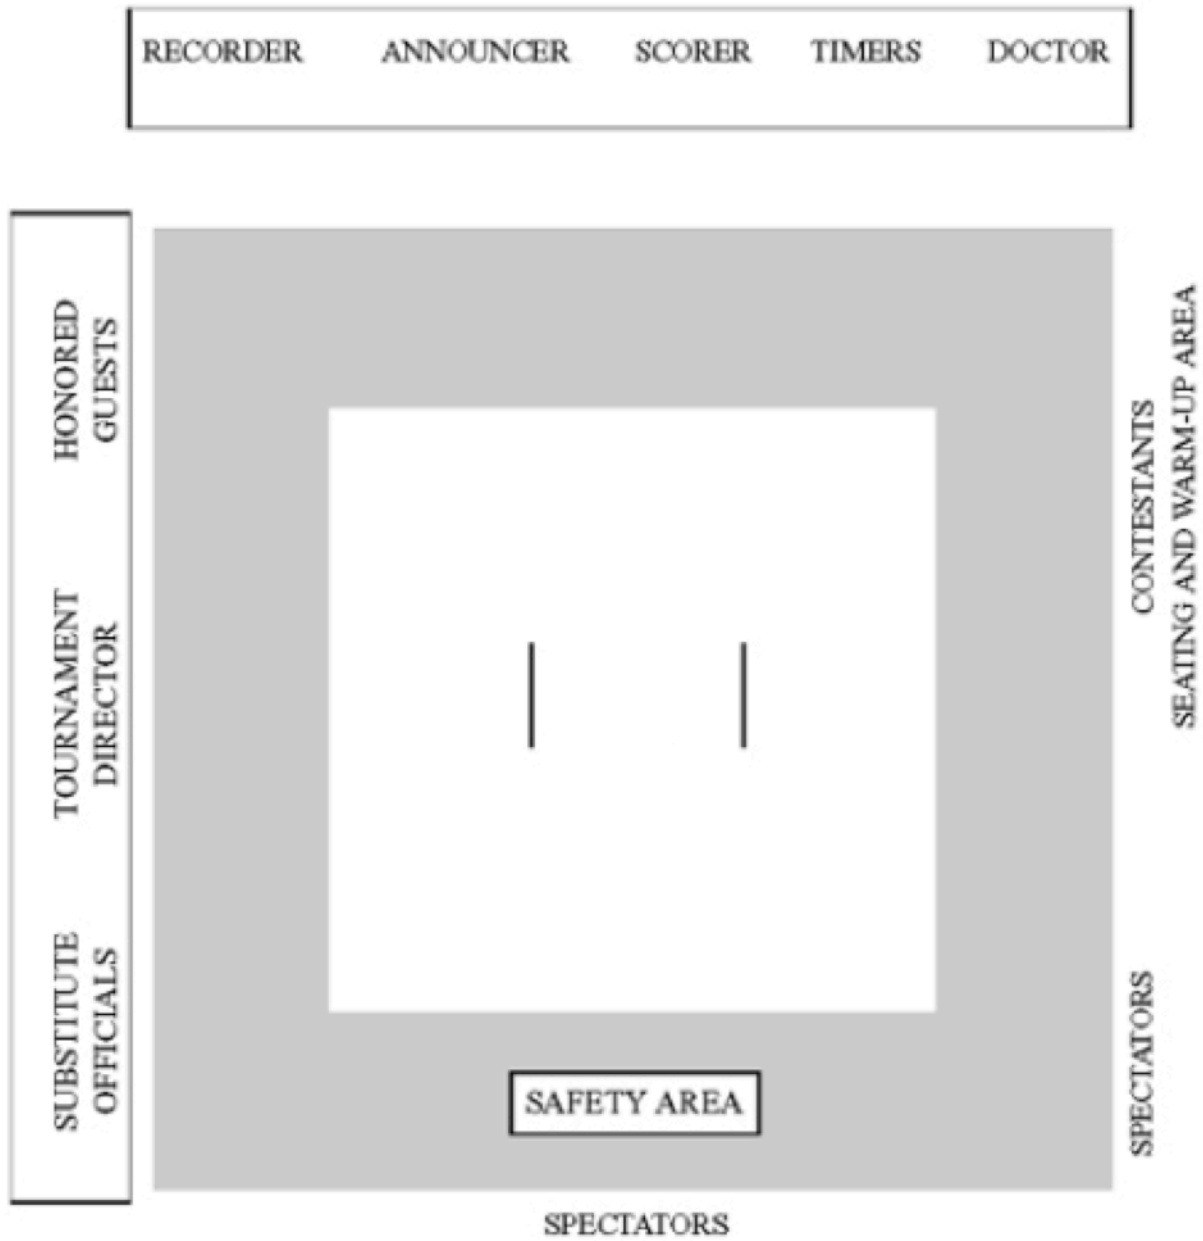 RECORDER ANNOUNCER SCORER TIMERS DOCTOR
HONORED
GUESTS
TOURNAMENT
DIRECTOR
SUBSTITUTE
OFFICIALS
CONTESTANTS
SEATING AND WARM-UP AREA
SPECTATORS
SAFETY AREA
SPECTATORS